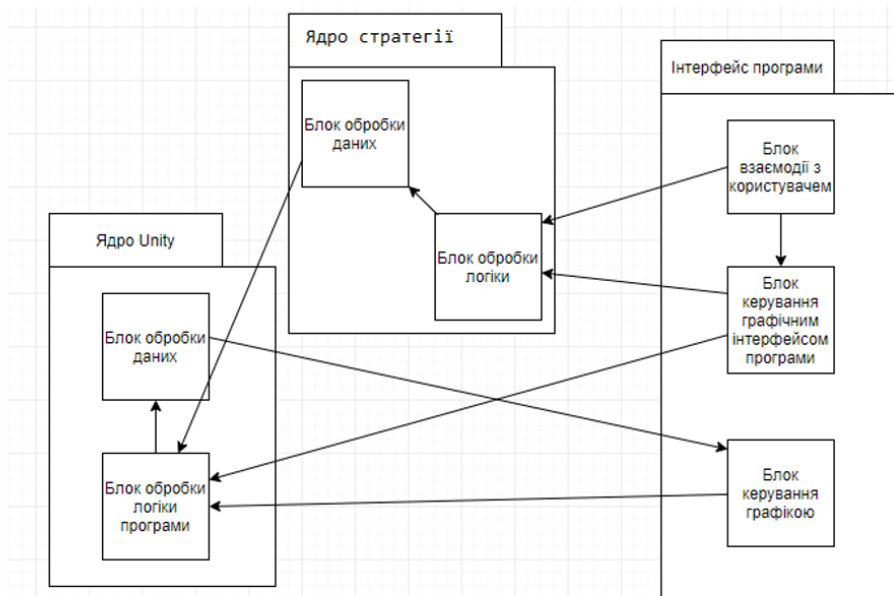 Ядро стратегії
Блок обробки
даних
Блок обробки
логіки
Інтерфейс програми
Блок
взаємодії з
користувачем
Блок
керування
графічним
інтерфейсом
програми
Блок
керування
графікою
Ядро Unity
Блок обробки
даних
Блок обробки
логіки
програми